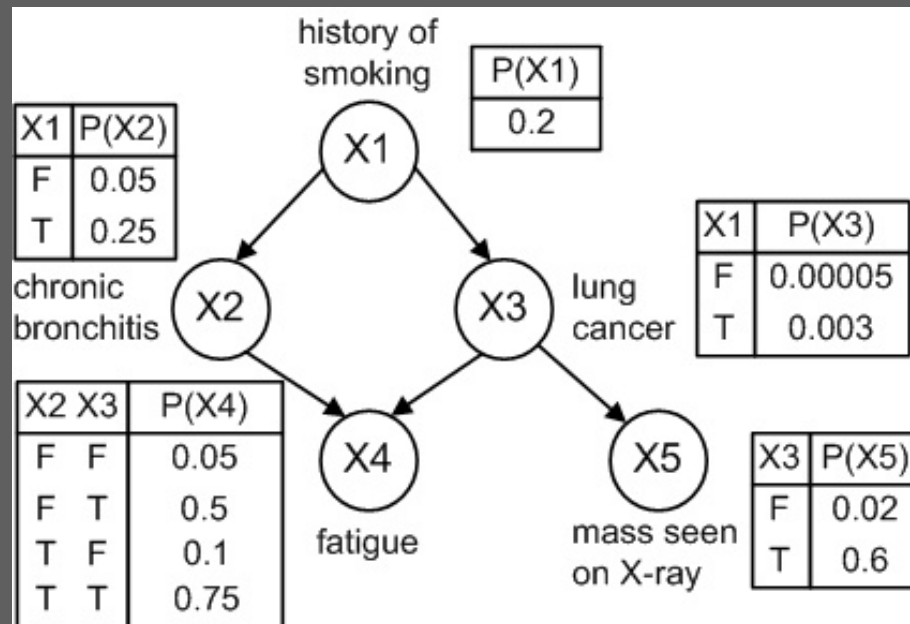 history of
smoking
P(X1)
0.2
X1
X1 P(X2)
F 0.05
T 0.25
chronic
bronchitis
X2
X3
lung
cancer
X1 P(X3)
F 0.00005
T 0.003
X2 X3 P(X4)
F F 0.05
F T 0.5
T F 0.1
T T 0.75
X4
fatigue
X5
mass seen
on X-ray
X3 P(X5)
F 0.02
T 0.6